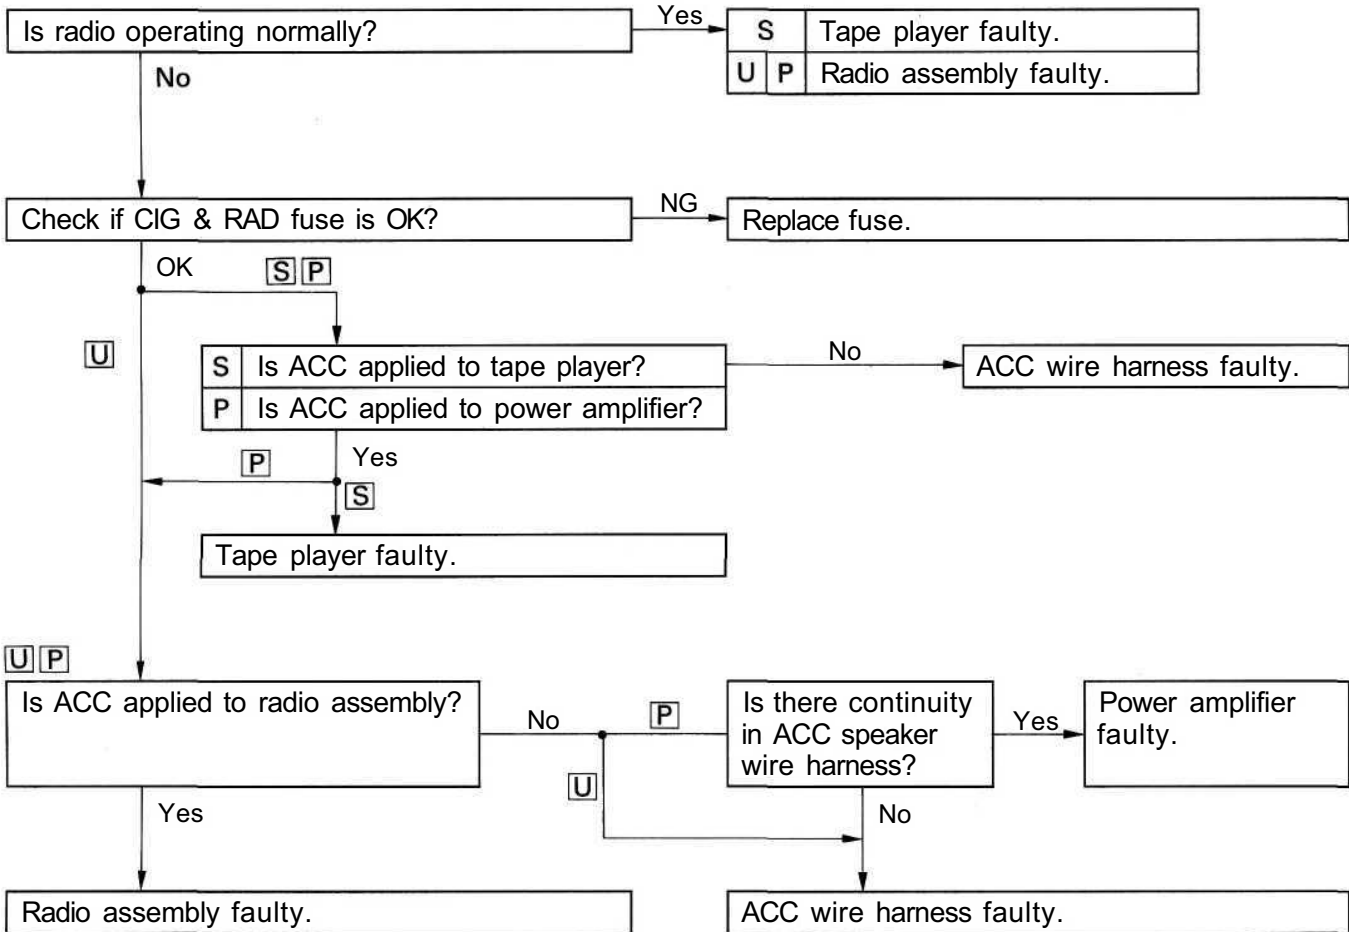 Is radio operating normally?
Yes
S Tape player faulty.
U P Radio assembly faulty.
No
Check if CIG & RAD fuse is OK?
NG
Replace fuse.
OK
S P
U
S Is ACC applied to tape player?
P Is ACC applied to power amplifier?
No
ACC wire harness faulty.
Yes
P
S
Tape player faulty.
U P
Is ACC applied to radio assembly?
No
P
U
Is there continuity
in ACC speaker
wire harness?
Yes
Power amplifier
faulty.
Yes
No
Radio assembly faulty.
ACC wire harness faulty.